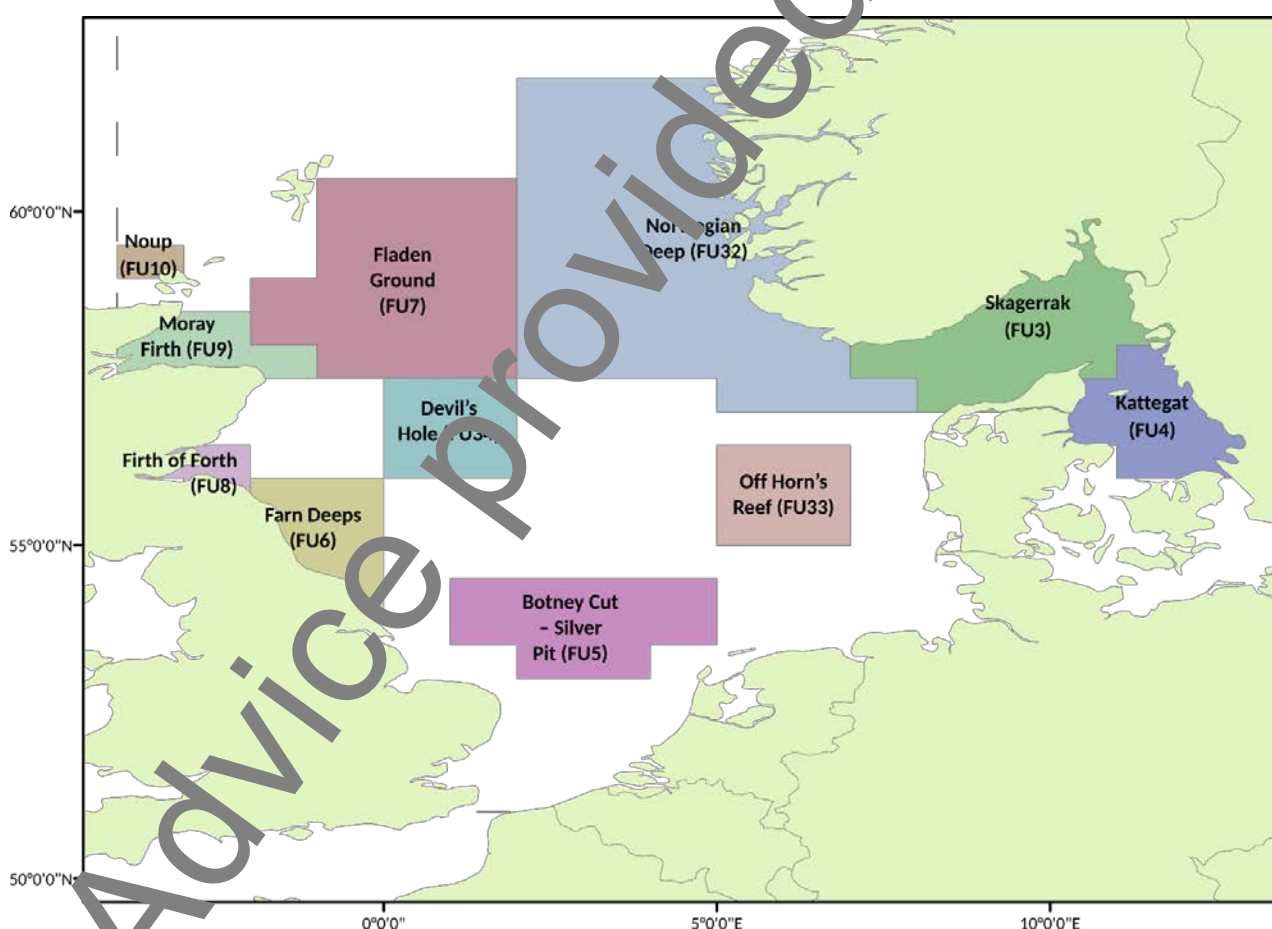 60°0'0"N
55°0'0"N
50°0'0"N
0°0'0"
5°0'0"E
10°0'0"E
Noup
(FU10)
Moray
Firth (FU9)
Fladen
Ground
(FU7)
Norwegian
Deep (FU32)
Skagerrak
(FU3)
Kattegat
(FU4)
Devil's
Hole (FU34)
Firth of Forth
(FU8)
Farn Deeps
(FU6)
Off Horn's
Reef (FU33)
Botney Cut
– Silver
Pit (FU5)
Advice provided